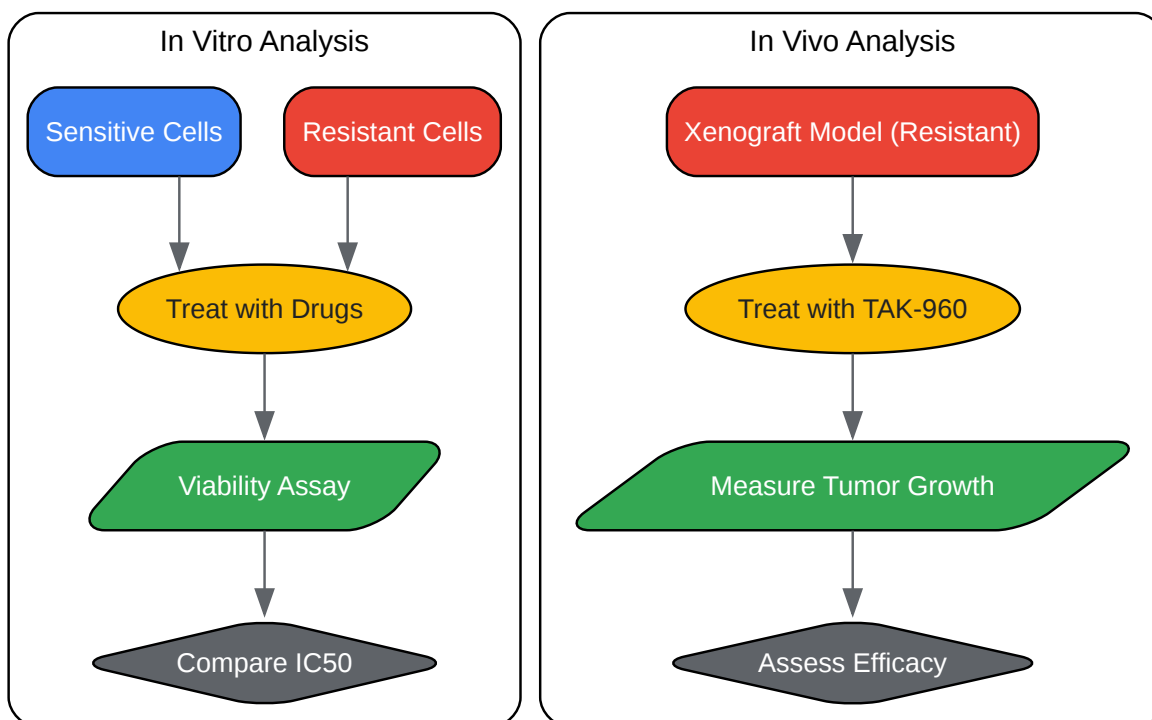 In Vitro Analysis
Sensitive Cells
Resistant Cells
Treat with Drugs
Viability Assay
Compare IC50
In Vivo Analysis
Xenograft Model (Resistant)
Treat with TAK-960
Measure Tumor Growth
Assess Efficacy